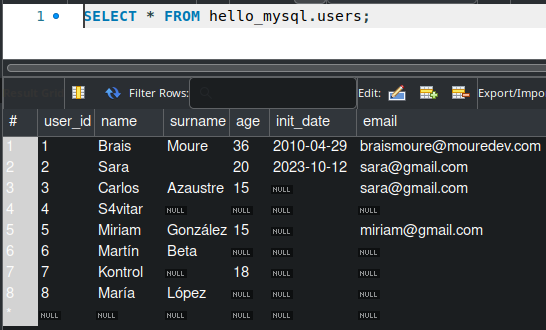 1 SELECT * FROM hello_mysql.users;
Filter Rows: Edit: Export/Impo
# user_id name surname age init_date email
1 1 Brais Moure 36 2010-04-29 braismoure@mouredev.com
2 2 Sara 20 2023-10-12 sara@gmail.com
3 3 Carlos Azaustre 15 NULL sara@gmail.com
4 4 S4vitar NULL NULL NULL NULL
5 5 Miriam González 15 NULL miriam@gmail.com
6 6 Martín Beta NULL NULL NULL
7 7 Kontrol NULL 18 NULL NULL
8 8 María López NULL NULL NULL
* NULL NULL NULL NULL NULL NULL